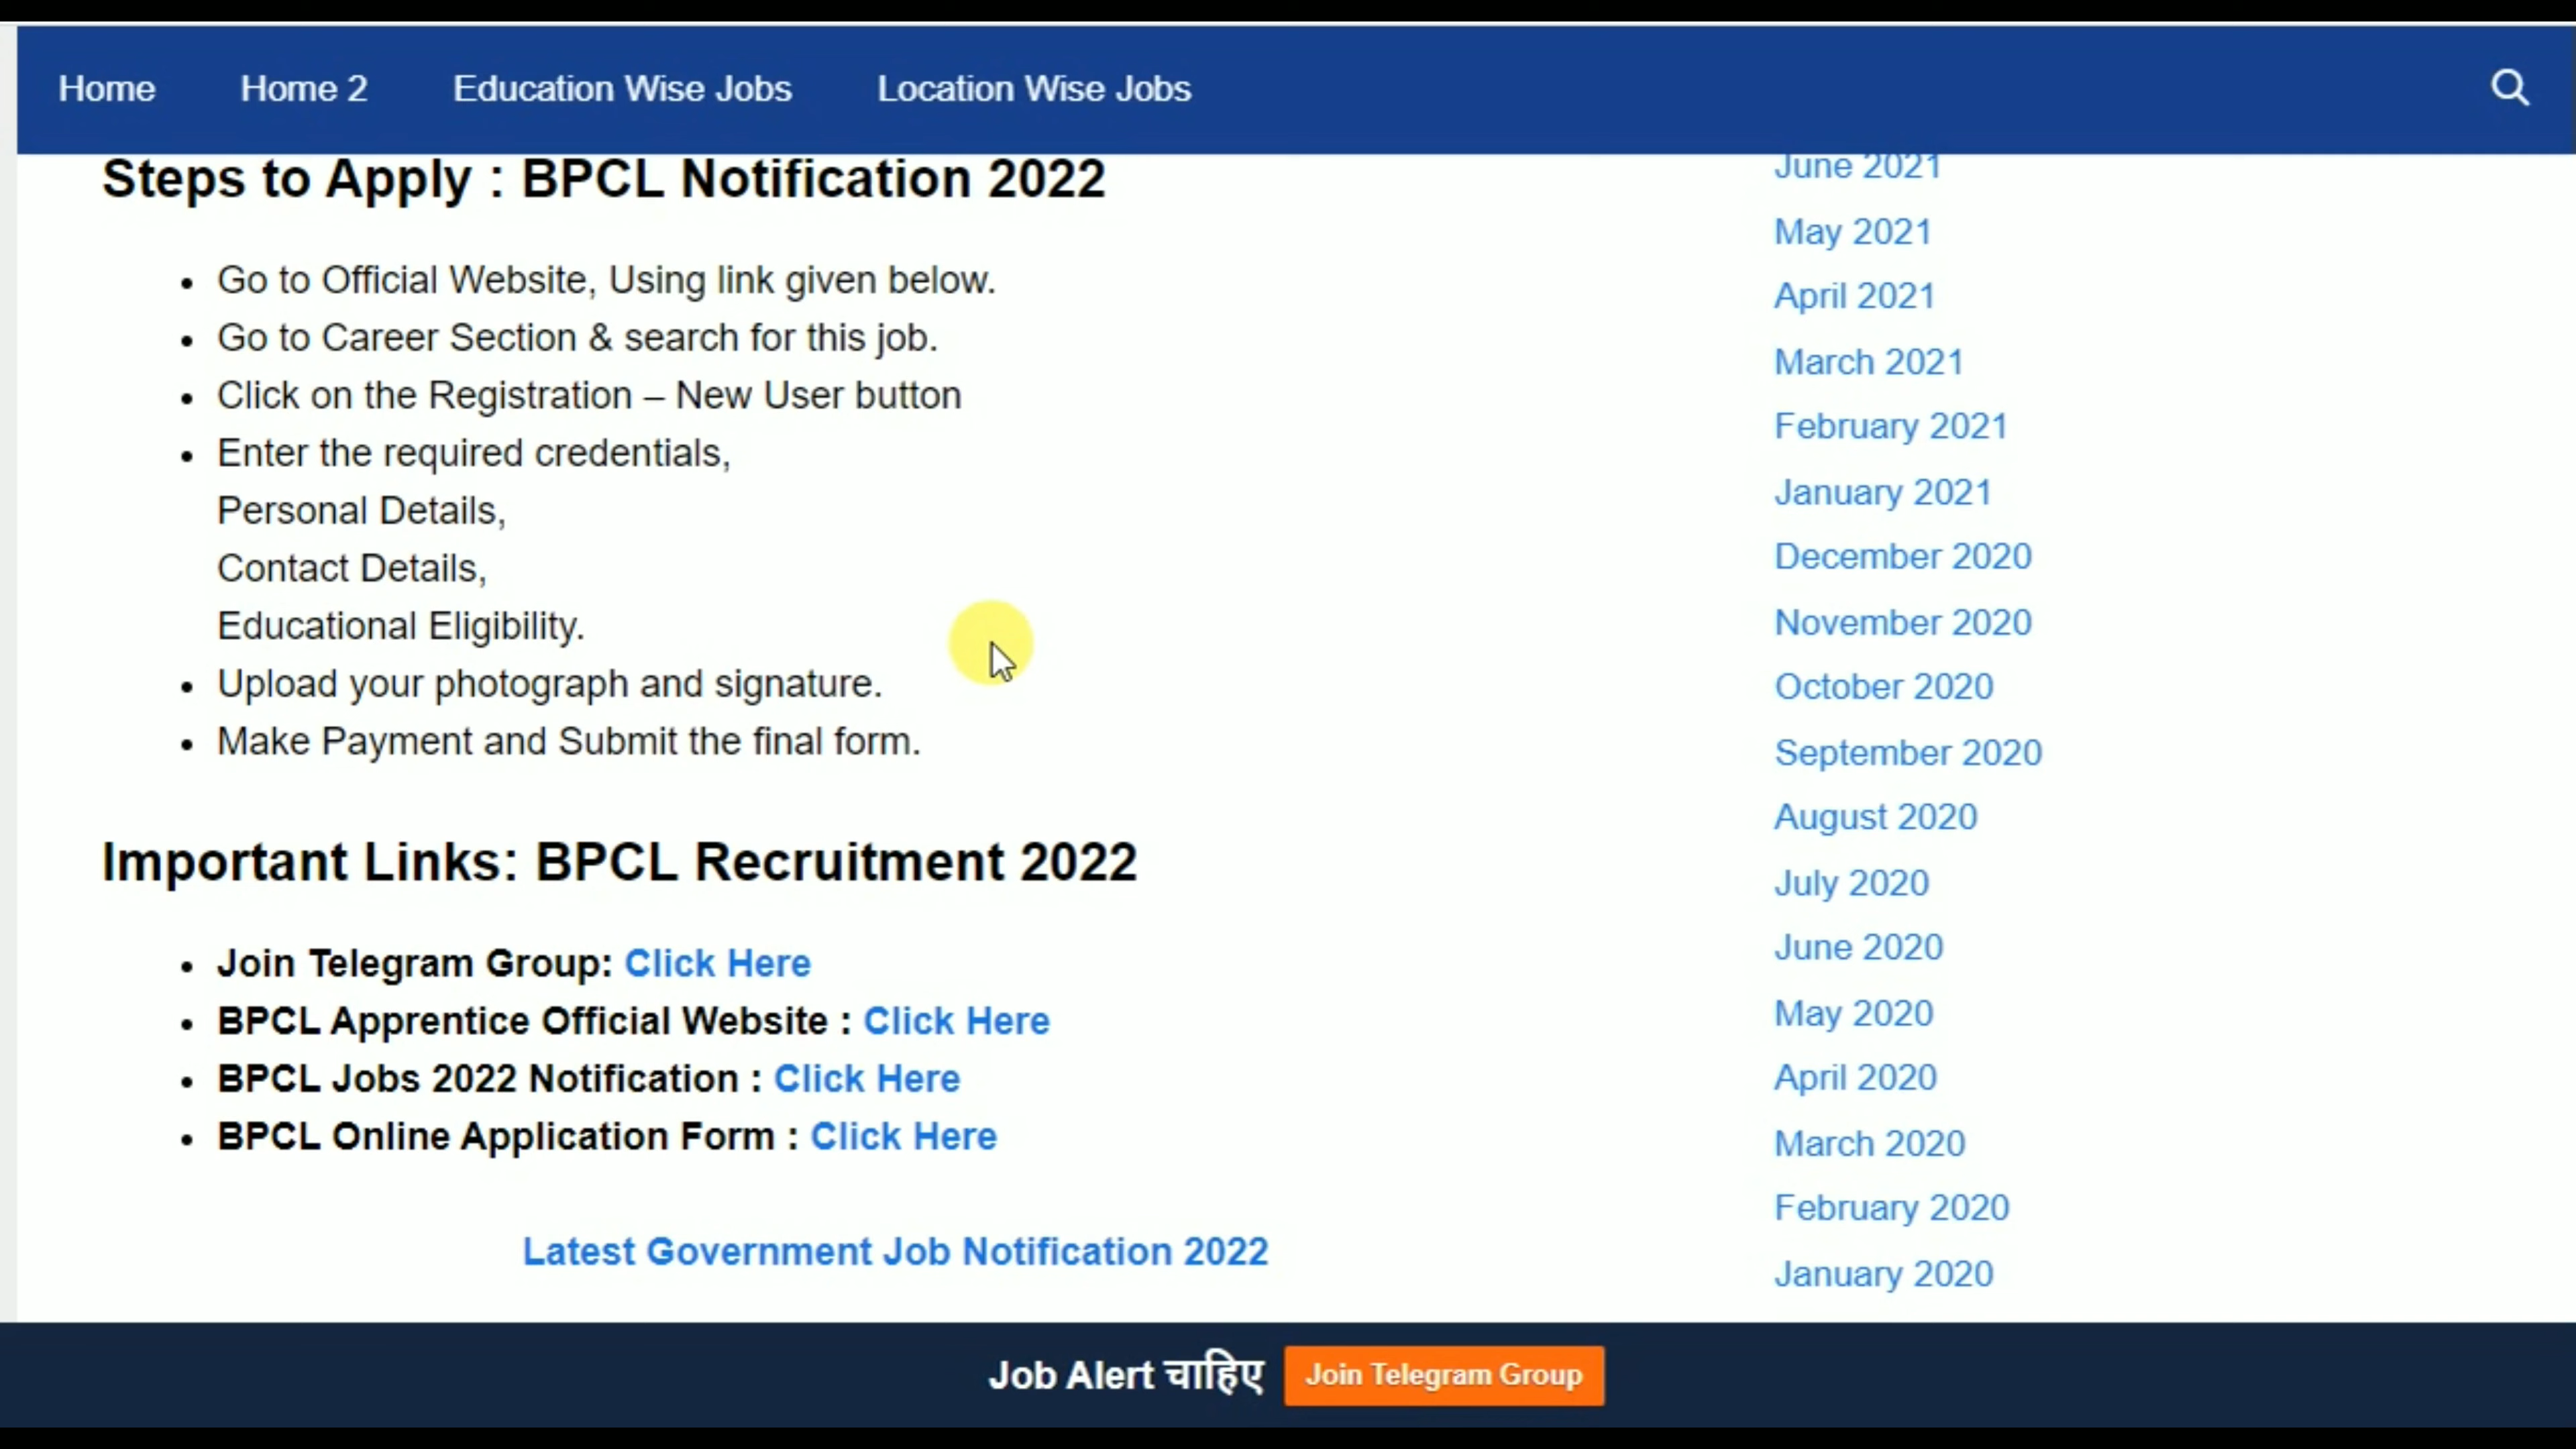 Home
Home 2
Education Wise Jobs
Location Wise Jobs
Steps to Apply : BPCL Notification 2022
Go to Official Website, Using link given below.
Go to Career Section & search for this job.
Click on the Registration – New User button
Enter the required credentials,
Personal Details,
Contact Details,
Educational Eligibility.
Upload your photograph and signature.
Make Payment and Submit the final form.
Important Links: BPCL Recruitment 2022
Join Telegram Group: Click Here
BPCL Apprentice Official Website : Click Here
BPCL Jobs 2022 Notification : Click Here
BPCL Online Application Form : Click Here
Latest Government Job Notification 2022
June 2021
May 2021
April 2021
March 2021
February 2021
January 2021
December 2020
November 2020
October 2020
September 2020
August 2020
July 2020
June 2020
May 2020
April 2020
March 2020
February 2020
January 2020
Job Alert चाहिए
Join Telegram Group